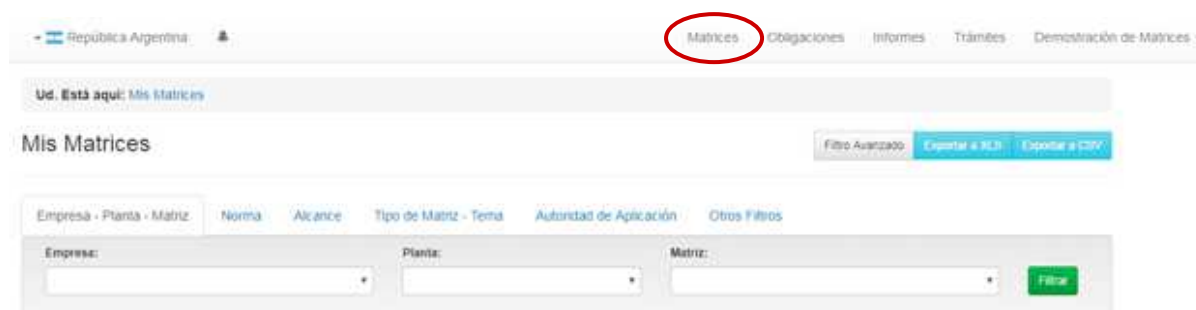 República Argentina Matrices Obligaciones Informes Trámites Demostración de Matrices
Ud. Está aquí: Mis Matrices
Mis Matrices
Filtro Avanzado Exportar a XLS Exportar a CSV
Empresa - Planta - Matriz Norma Alcance Tipo de Matriz - Tema Autoridad de Aplicación Otros Filtros
Empresa: Planta: Matriz:
Filtrar